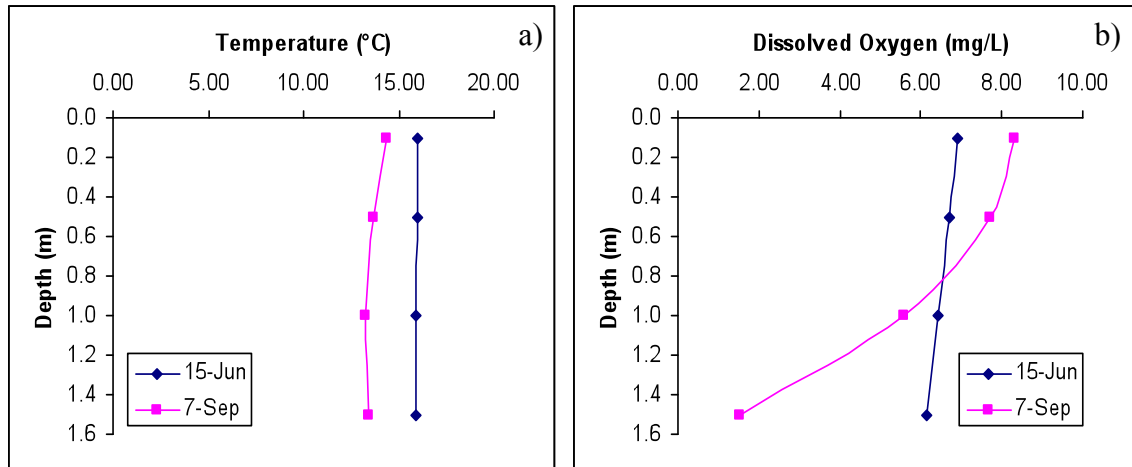 Temperature (°C)
a)
0.00 5.00 10.00 15.00 20.00
0.0
0.2
0.4
0.6
0.8
1.0
1.2
1.4
1.6
Depth (m)
15-Jun
7-Sep
Dissolved Oxygen (mg/L)
b)
0.00 2.00 4.00 6.00 8.00 10.00
0.0
0.2
0.4
0.6
0.8
1.0
1.2
1.4
1.6
Depth (m)
15-Jun
7-Sep